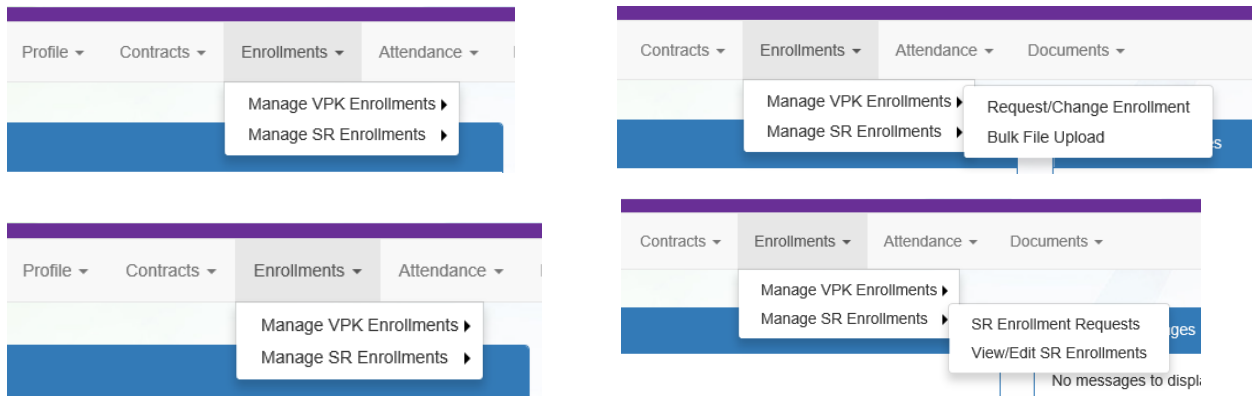 Profile Contracts Enrollments Attendance
Manage VPK Enrollments
Manage SR Enrollments
Contracts Enrollments Attendance Documents
Manage VPK Enrollments
Manage SR Enrollments
Request/Change Enrollment
Bulk File Upload
Profile Contracts Enrollments Attendance
Manage VPK Enrollments
Manage SR Enrollments
Contracts Enrollments Attendance Documents
Manage VPK Enrollments
Manage SR Enrollments
SR Enrollment Requests
View/Edit SR Enrollments
No messages to